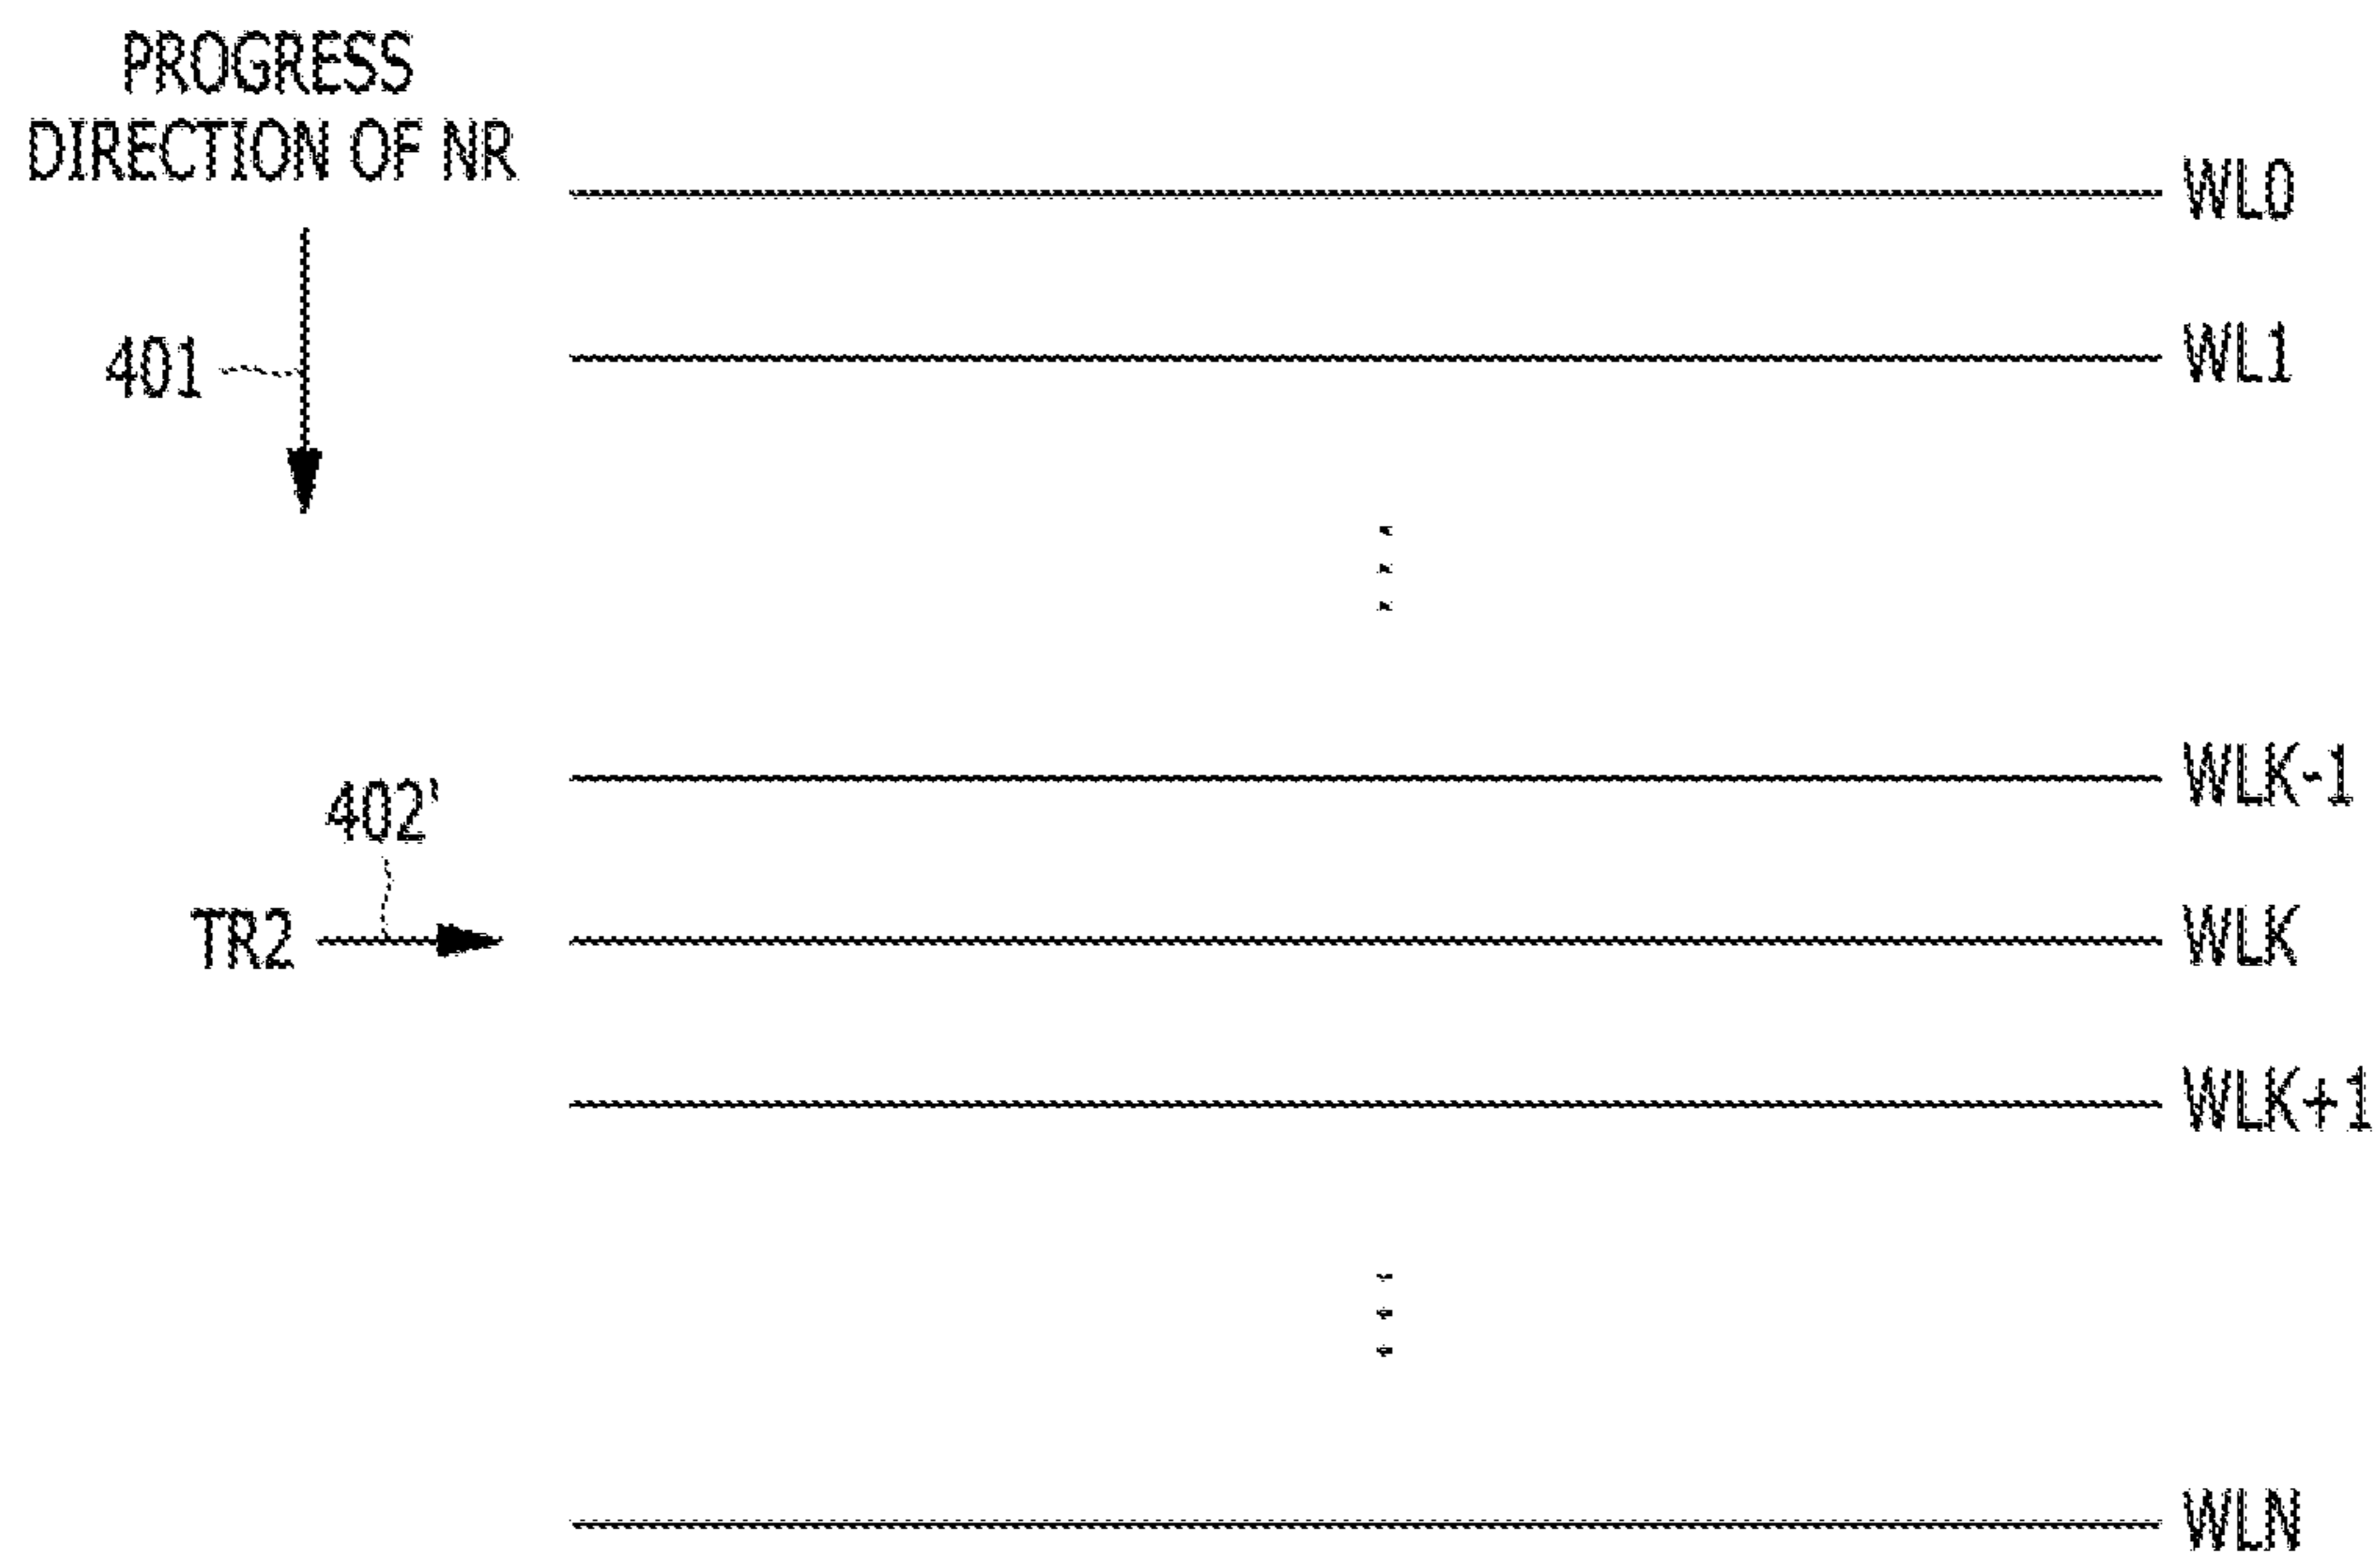 PROGRESS
DIRECTION OF NR
WL0
401
WL1
WLK-1
402'
TR2
WLK
WLK+1
WLN